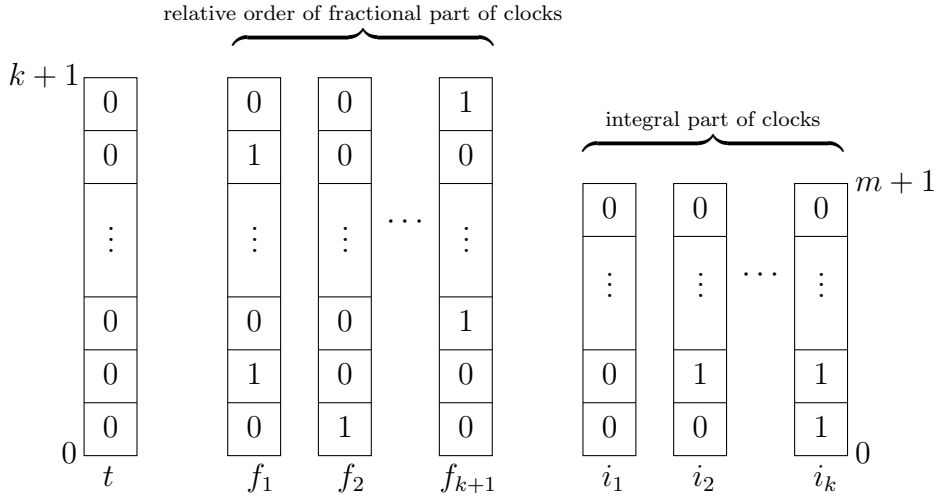 relative order of fractional part of clocks
k + 1
0 0 0 1 integral part of clocks
0 1 0 0 m + 1
0 0 0
⋮ ⋮ ⋮ ⋯ ⋮
⋮ ⋮ ⋯ ⋮
0 0 0 1
0 1 0 0 0 1 1
0 0 0 1 0 0 0 1 0
t f₁ f₂ fₖ₊₁ i₁ i₂ iₖ